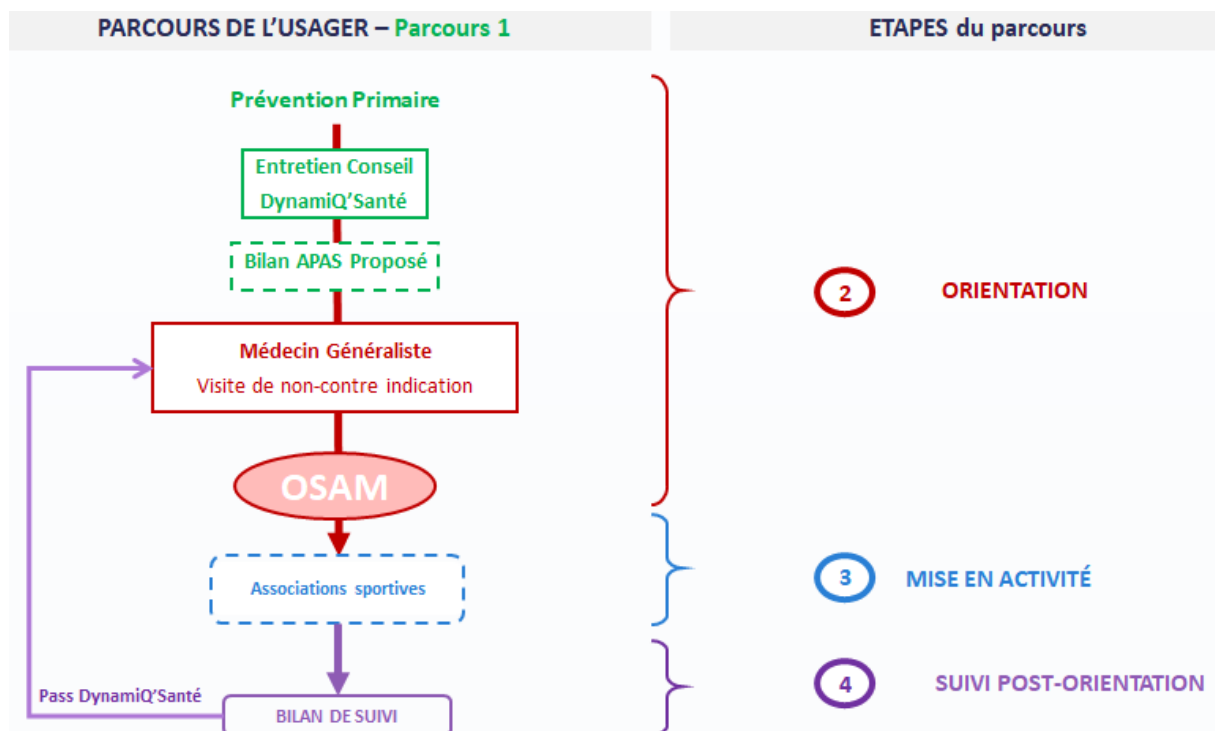 PARCOURS DE L'USAGER – Parcours 1
ETAPES du parcours
Prévention Primaire
Entretien Conseil
DynamiQ'Santé
Bilan APAS Proposé
2
ORIENTATION
Médecin Généraliste
Visite de non-contre indication
OSAM
Associations sportives
3
MISE EN ACTIVITÉ
Pass DynamiQ'Santé
BILAN DE SUIVI
4
SUIVI POST-ORIENTATION